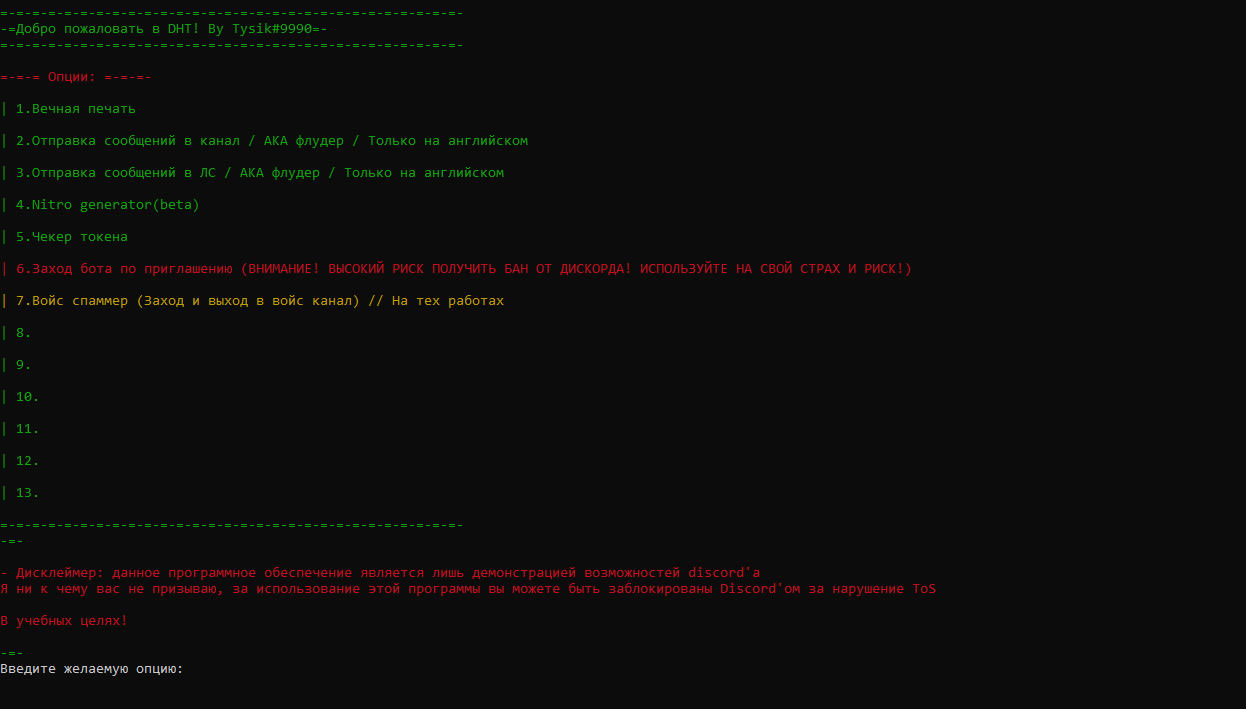 =-=-=-=-=-=-=-=-=-=-=-=-=-=-=-=-=-=-=-=-=-=-=-=-=-=-=-=-=-
-=Добро пожаловать в DHT! By Tysik#9990=-
=-=-=-=-=-=-=-=-=-=-=-=-=-=-=-=-=-=-=-=-=-=-=-=-=-=-=-=-=-
=-=-= Опции: =-=-=-
| 1.Вечная печать
| 2.Отправка сообщений в канал / АКА флудер / Только на английском
| 3.Отправка сообщений в ЛС / АКА флудер / Только на английском
| 4.Nitro generator(beta)
| 5.Чекер токена
| 6.Заход бота по приглашению (ВНИМАНИЕ! ВЫСОКИЙ РИСК ПОЛУЧИТЬ БАН ОТ ДИСКОРДА! ИСПОЛЬЗУЙТЕ НА СВОЙ СТРАХ И РИСК!)
| 7.Войс спаммер (Заход и выход в войс канал) // На тех работах
| 8.
| 9.
| 10.
| 11.
| 12.
| 13.
=-=-=-=-=-=-=-=-=-=-=-=-=-=-=-=-=-=-=-=-=-=-=-=-=-=-=-=-=-
-=-
- Дисклеймер: данное программное обеспечение является лишь демонстрацией возможностей discord'a
Я ни к чему вас не призываю, за использование этой программы вы можете быть заблокированы Discord'ом за нарушение ToS
В учебных целях!
-=-
Введите желаемую опцию: